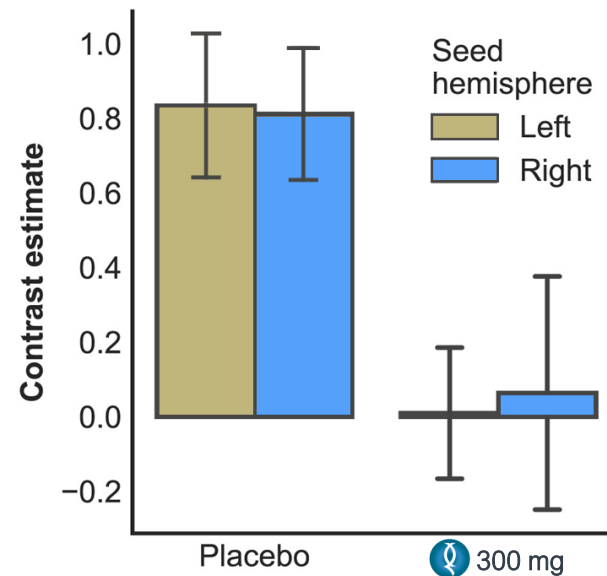 Contrast estimate
1.0
0.8
0.6
0.4
0.2
0.0
−0.2
Seed
hemisphere
Left
Right
Placebo
300 mg